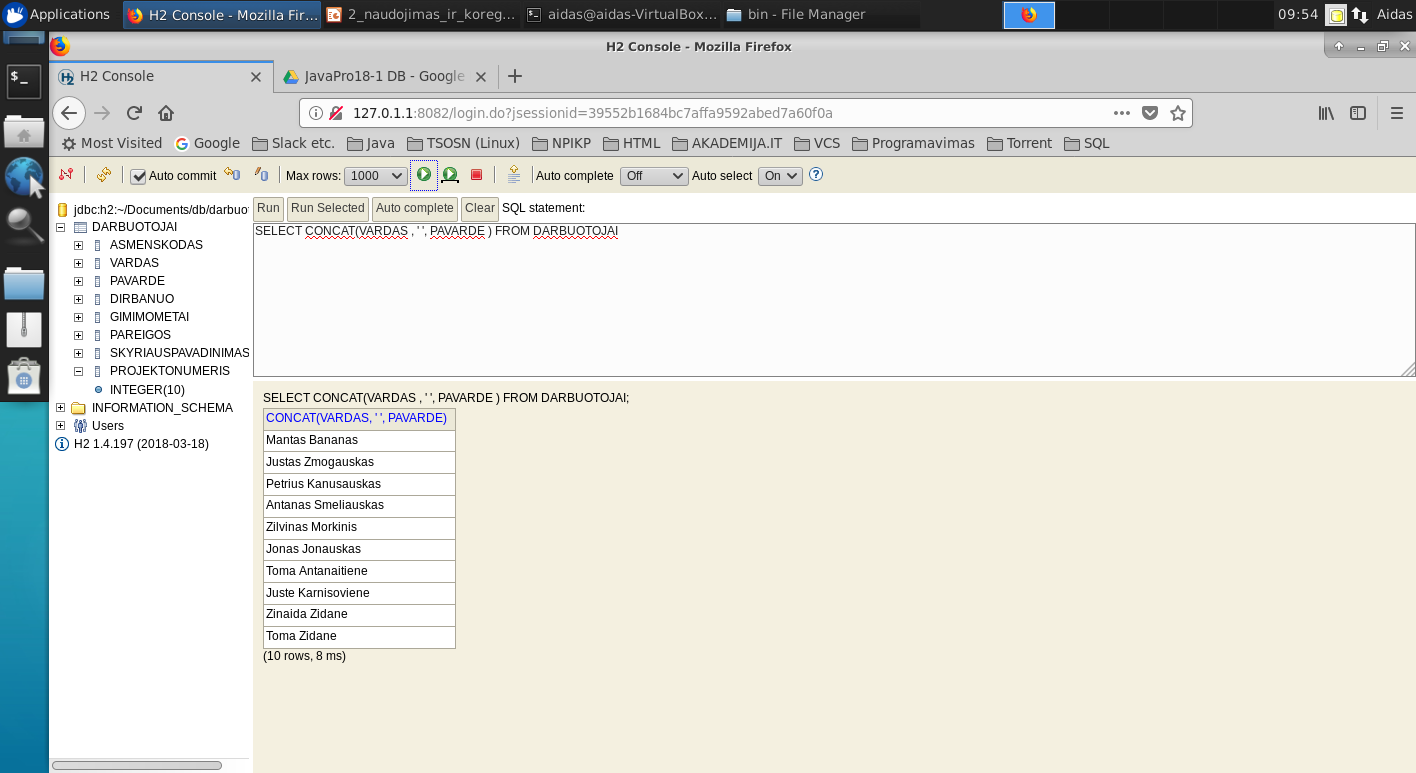 Applications H2 Console - Mozilla Fir... 2_naudojimas_ir_koreg... aidas@aidas-VirtualBox... bin - File Manager 09:54 Aidas
H2 Console - Mozilla Firefox
H2 Console JavaPro18-1 DB - Google
127.0.1.1:8082/login.do?jsessionid=39552b1684bc7affa9592abed7a60f0a
Most Visited Google Slack etc. Java TSOSN (Linux) NPIKP HTML AKADEMIJA.IT VCS Programavimas Torrent SQL
Auto commit Max rows: 1000 Auto complete Off Auto select On
jdbc:h2:~/Documents/db/darbuot
DARBUOTOJAI
ASMENSKODAS
VARDAS
PAVARDE
DIRBANUO
GIMIMOMETAI
PAREIGOS
SKYRIAUSPAVADINIMAS
PROJEKTONUMERIS
INTEGER(10)
INFORMATION_SCHEMA
Users
H2 1.4.197 (2018-03-18)
Run Run Selected Auto complete Clear SQL statement:
SELECT CONCAT(VARDAS , ' ', PAVARDE ) FROM DARBUOTOJAI
SELECT CONCAT(VARDAS , ' ', PAVARDE ) FROM DARBUOTOJAI;
CONCAT(VARDAS, ' ', PAVARDE)
Mantas Bananas
Justas Zmogauskas
Petrius Kanusauskas
Antanas Smeliauskas
Zilvinas Morkinis
Jonas Jonauskas
Toma Antanaitiene
Juste Karnisoviene
Zinaida Zidane
Toma Zidane
(10 rows, 8 ms)